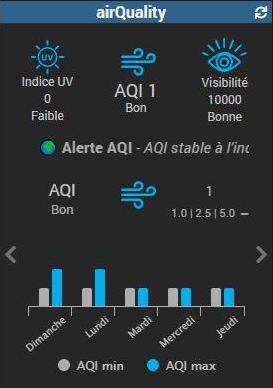 airQuality
UV
Indice UV
0
Faible
AQI 1
Bon
Visibilité
10000
Bonne
Alerte AQI - AQI stable à l'ind
AQI
Bon
1
1.0 | 2.5 | 5.0 –
Dimanche
Lundi
Mardi
Mercredi
Jeudi
AQI min
AQI max